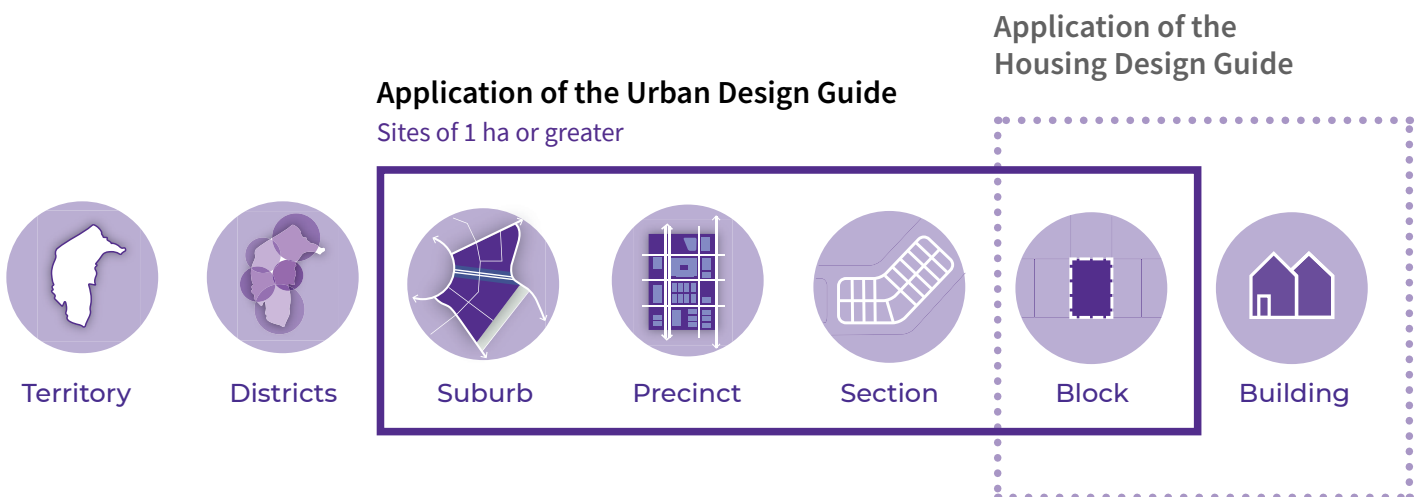 Application of the
Housing Design Guide
Application of the Urban Design Guide
Sites of 1 ha or greater
Territory
Districts
Suburb
Precinct
Section
Block
Building